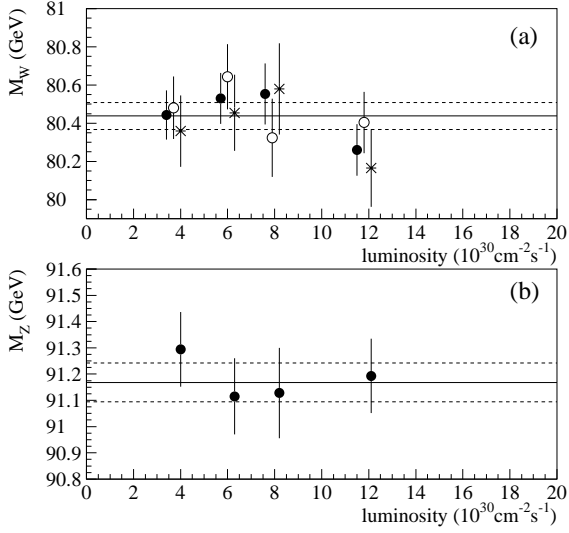 M_W (GeV)
81
80.8
80.6
80.4
80.2
80
(a)
0 2 4 6 8 10 12 14 16 18 20
luminosity (10^30cm^-2s^-1)
M_Z (GeV)
91.6
91.5
91.4
91.3
91.2
91.1
91
90.9
90.8
(b)
0 2 4 6 8 10 12 14 16 18 20
luminosity (10^30cm^-2s^-1)